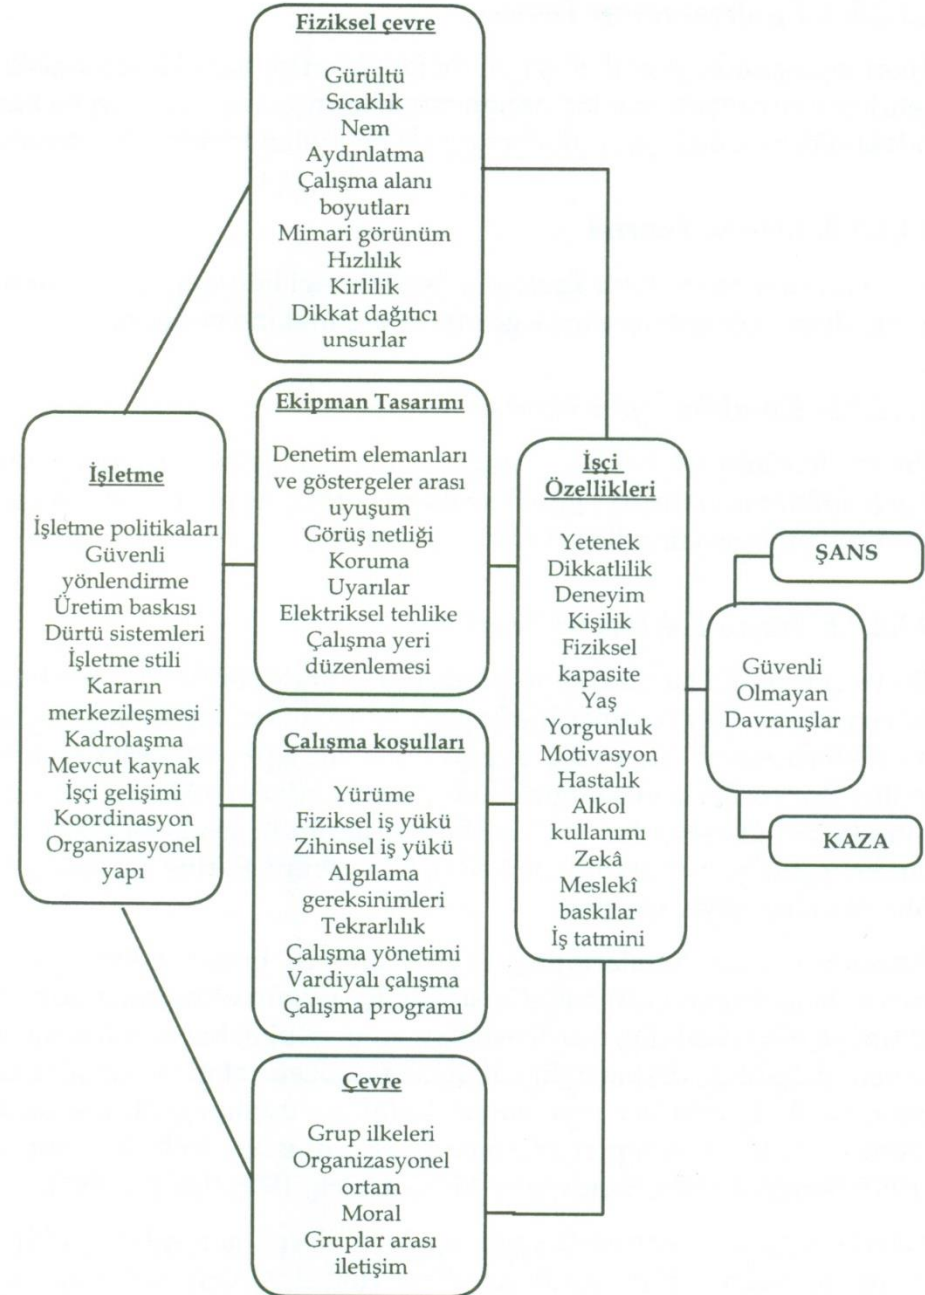 Fiziksel çevre
Gürültü
Sıcaklık
Nem
Aydınlatma
Çalışma alanı
boyutları
Mimari görünüm
Hızlılık
Kirlilik
Dikkat dağıtıcı
unsurlar
İşletme
İşletme politikaları
Güvenli
yönlendirme
Üretim baskısı
Dürtü sistemleri
İşletme stili
Kararın
merkezileşmesi
Kadrolaşma
Mevcut kaynak
İşçi gelişimi
Koordinasyon
Organizasyonel
yapı
Ekipman Tasarımı
Denetim elemanları
ve göstergeler arası
uyuşum
Görüş netliği
Koruma
Uyarılar
Elektriksel tehlike
Çalışma yeri
düzenlemesi
Çalışma koşulları
Yürüme
Fiziksel iş yükü
Zihinsel iş yükü
Algılama
gereksinimleri
Tekrarlılık
Çalışma yönetimi
Vardiyalı çalışma
Çalışma programı
Çevre
Grup ilkeleri
Organizasyonel
ortam
Moral
Gruplar arası
iletişim
İşçi
Özellikleri
Yetenek
Dikkatlilik
Deneyim
Kişilik
Fiziksel
kapasite
Yaş
Yorgunluk
Motivasyon
Hastalık
Alkol
kullanımı
Zekâ
Meslekî
baskılar
İş tatmini
ŞANS
Güvenli
Olmayan
Davranışlar
KAZA